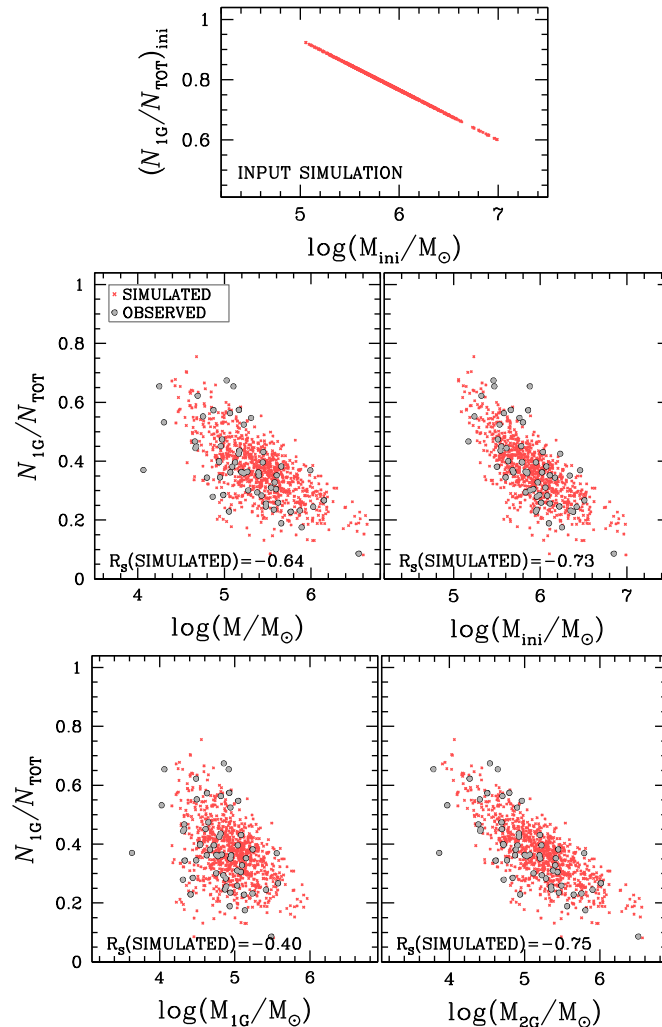 1
0.8
0.6
(N1G/NTOT)ini
INPUT SIMULATION
5 6 7
log(Mini/M⊙)
1
0.8
0.6
0.4
0.2
0
N1G/NTOT
SIMULATED
OBSERVED
RS(SIMULATED)=−0.64
RS(SIMULATED)=−0.73
4 5 6
5 6 7
log(M/M⊙)
log(Mini/M⊙)
1
0.8
0.6
0.4
0.2
0
N1G/NTOT
RS(SIMULATED)=−0.40
RS(SIMULATED)=−0.75
4 5 6
4 5 6
log(M1G/M⊙)
log(M2G/M⊙)